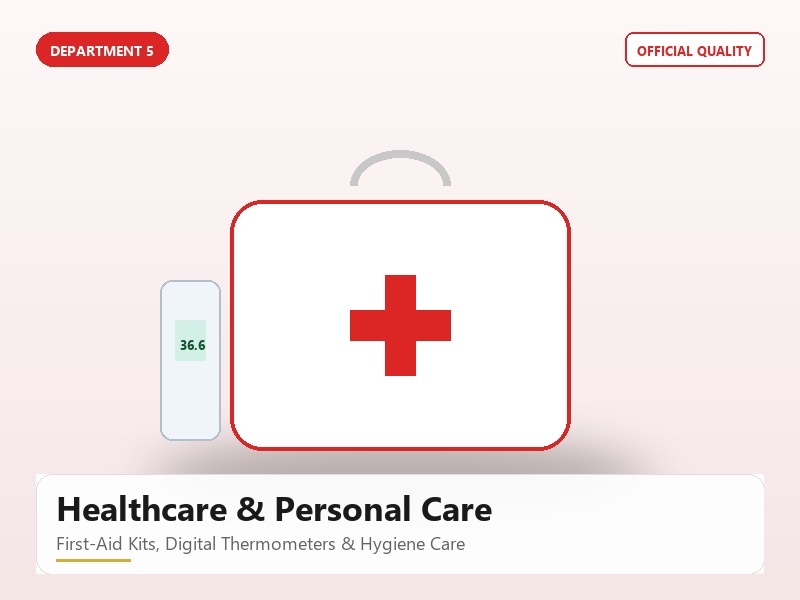 DEPARTMENT 5
OFFICIAL QUALITY
36.6
Healthcare & Personal Care
First-Aid Kits, Digital Thermometers & Hygiene Care